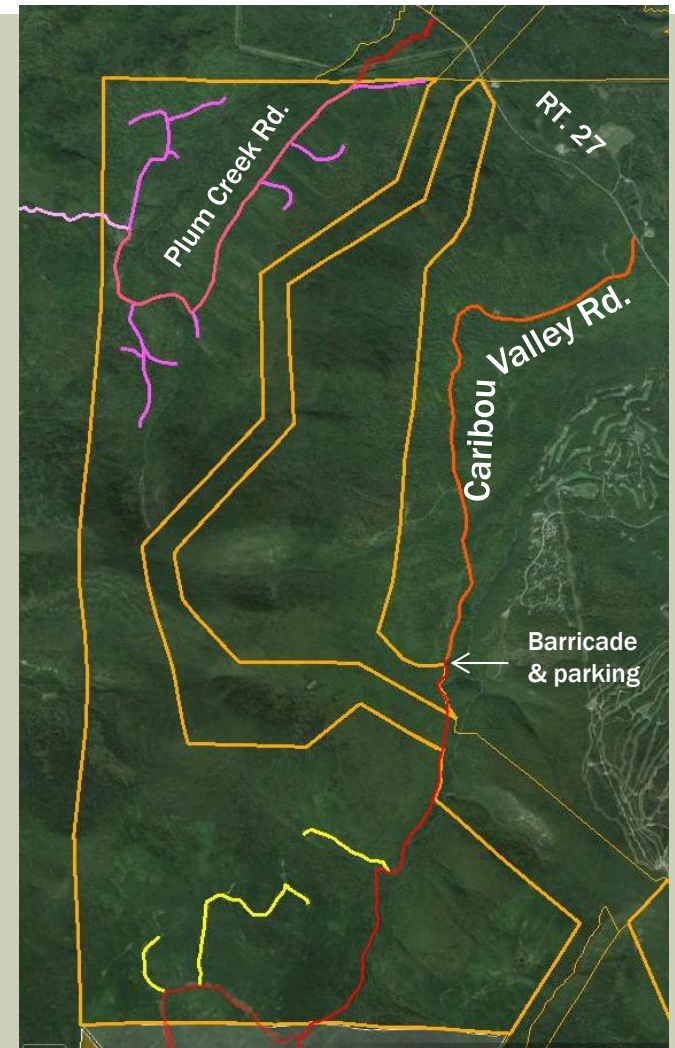 Plum Creek Rd.
RT. 27
Caribou Valley Rd.
Barricade
& parking